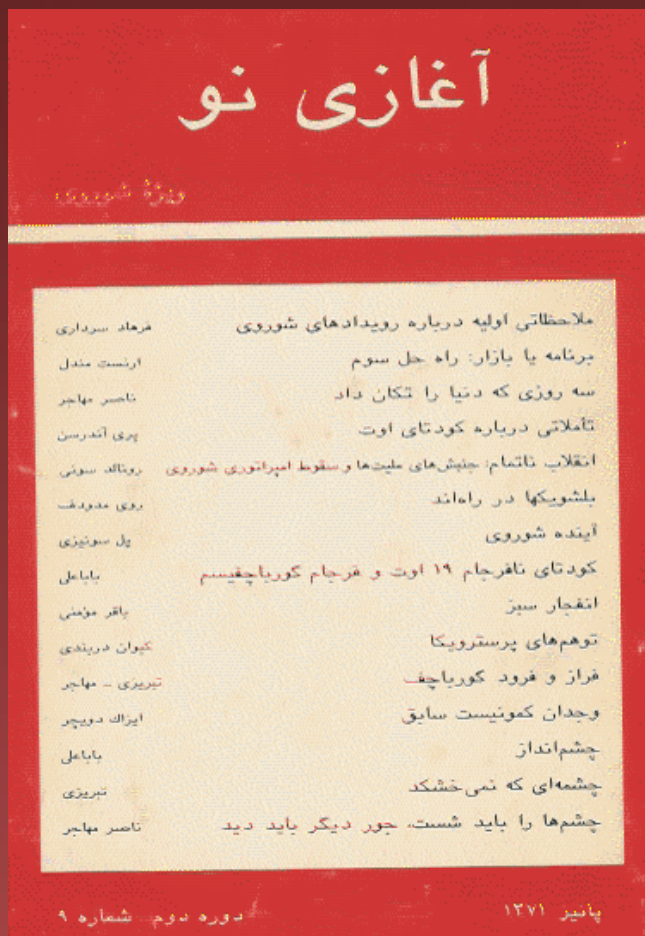 آغازی نو
ویژهٔ شوروی
ملاحظاتی اولیه درباره رویدادهای شوروی فرهاد سرداری
برنامه یا بازار: راه حل سوم ارنست مندل
سه روزی که دنیا را تکان داد ناصر مهاجر
تأملاتی درباره کودتای اوت پری آندرسن
انقلاب ناتمام: جنبش‌های ملیت‌ها و سقوط امپراتوری شوروی رونالد سونی
بلشویکها در راه‌اند روی مدودف
آینده شوروی پل سوئیزی
کودتای نافرجام ۱۹ اوت و فرجام گورباچفیسم باباعلی
انفجار سبز باقر مؤمنی
توهم‌های پرسترویکا کیوان دربندی
فراز و فرود گورباچف تبریزی - مهاجر
وجدان کمونیست سابق ایزاك دویچر
چشم‌انداز باباعلی
چشمه‌ای که نمی‌خشکد تبریزی
چشم‌ها را باید شست، جور دیگر باید دید ناصر مهاجر
پائیز ۱۳۷۱ دوره دوم شماره ۹